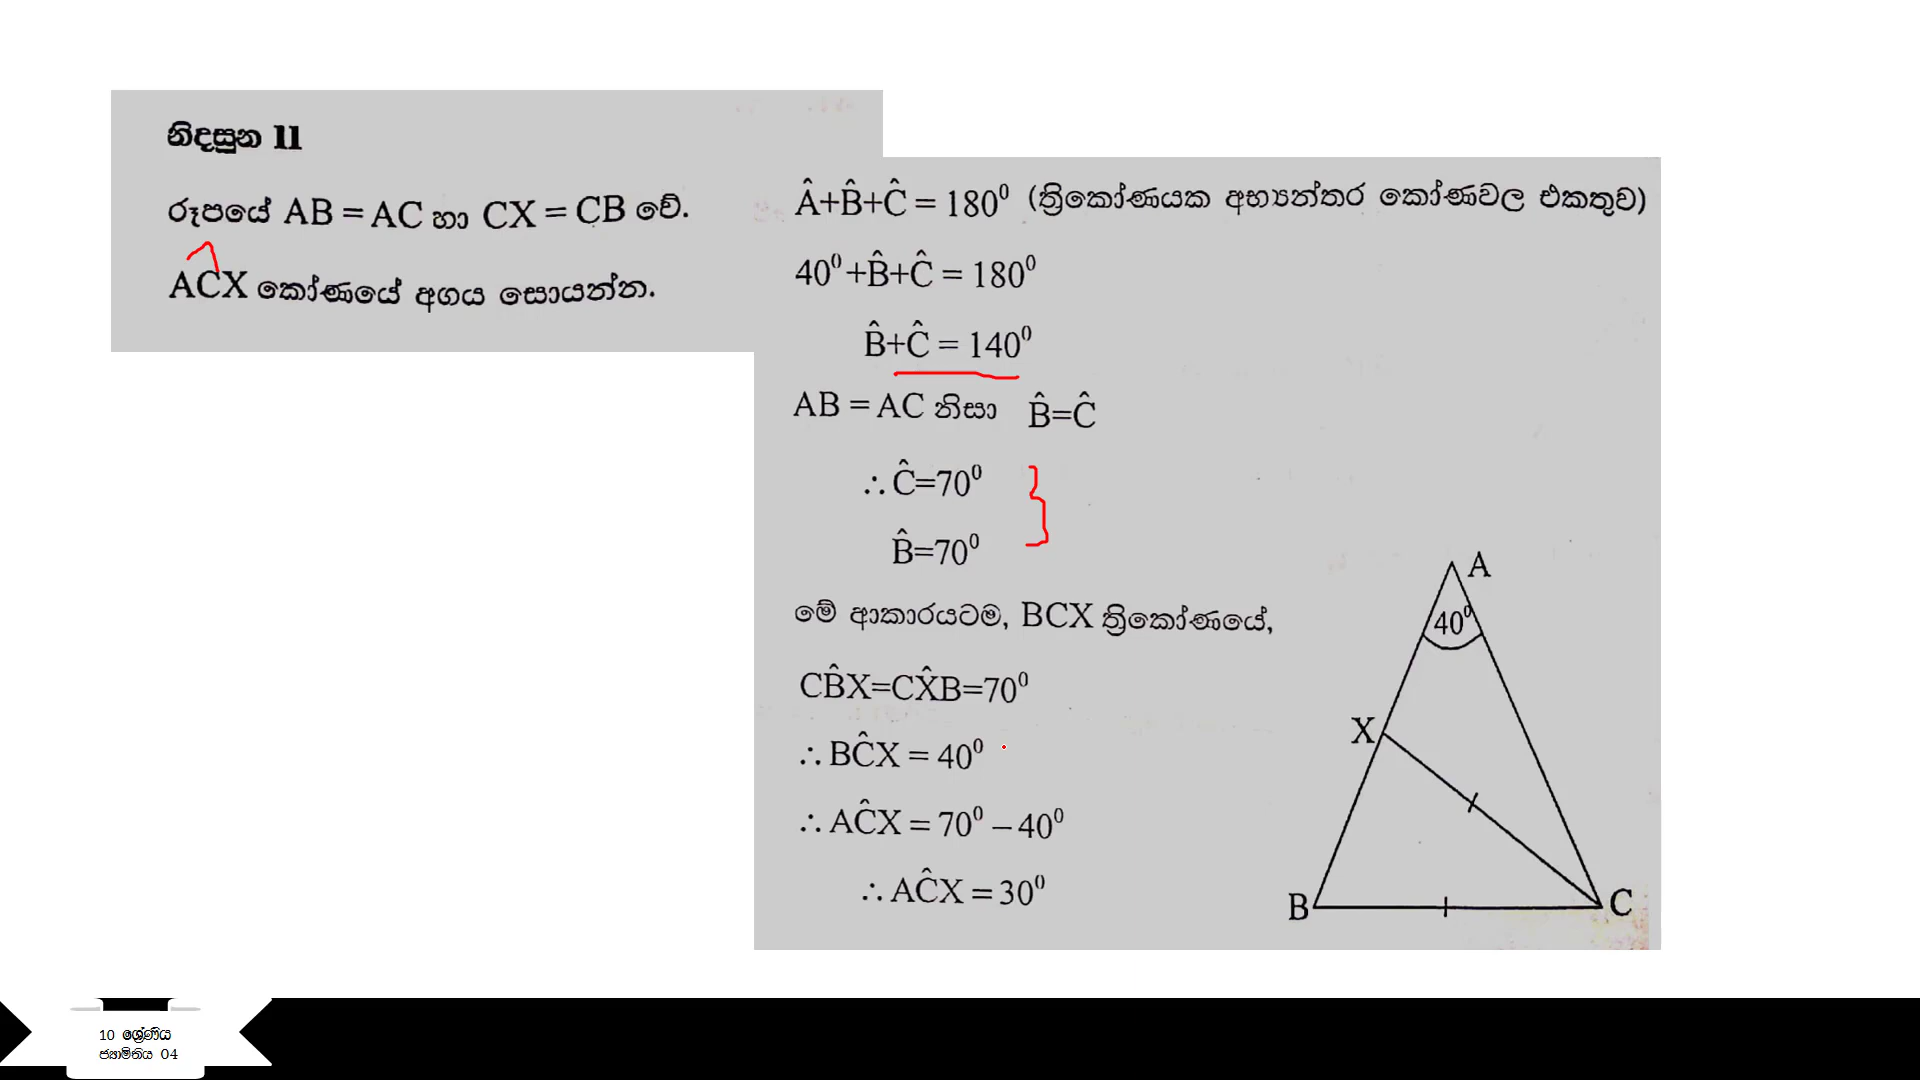 නිදසුන 11
රූපයේ AB = AC හා CX = CB වේ.
ACX කෝණයේ අගය සොයන්න.
Â+B̂+Ĉ = 180⁰ (ත්‍රිකෝණයක අභ්‍යන්තර කෝණවල එකතුව)
40⁰+B̂+Ĉ = 180⁰
B̂+Ĉ = 140⁰
AB = AC නිසා B̂=Ĉ
∴ Ĉ=70⁰
B̂=70⁰
මේ ආකාරයටම, BCX ත්‍රිකෝණයේ,
CB̂X=CX̂B=70⁰
∴ BĈX = 40⁰
∴ AĈX = 70⁰ – 40⁰
∴ AĈX = 30⁰
A
40⁰
X
B
C
10 ශ්‍රේණිය
ජ්‍යාමිතිය 04